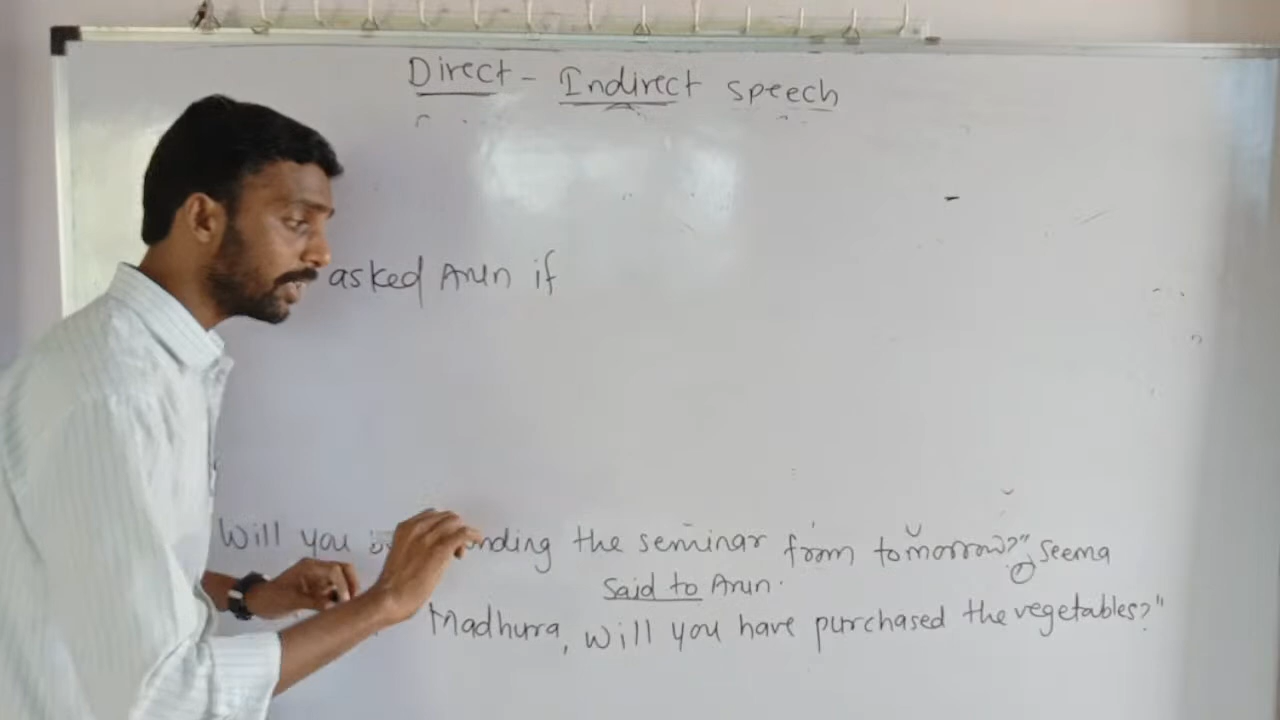 Direct - Indirect speech
asked Arun if
Will you the seminar from tomorrow?" Seema
said to Arun.
Madhura, will you have purchased the vegetables?"